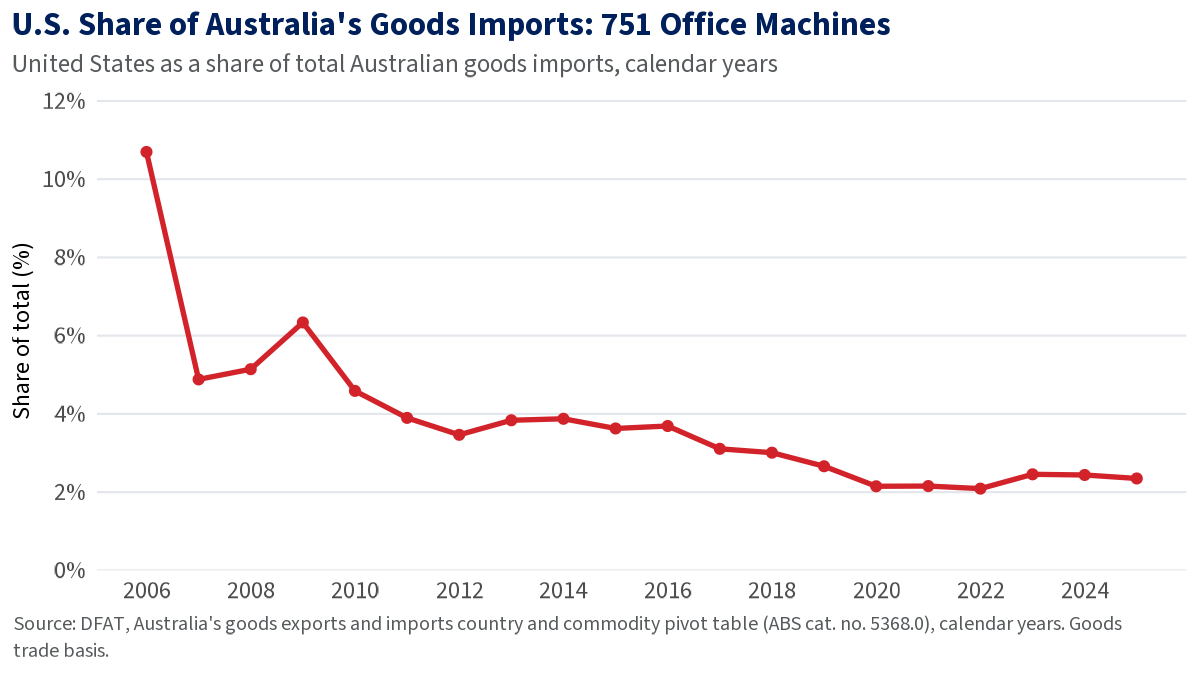 U.S. Share of Australia's Goods Imports: 751 Office Machines
United States as a share of total Australian goods imports, calendar years
12%
10%
8%
6%
4%
2%
0%
Share of total (%)
2006 2008 2010 2012 2014 2016 2018 2020 2022 2024
Source: DFAT, Australia's goods exports and imports country and commodity pivot table (ABS cat. no. 5368.0), calendar years. Goods
trade basis.